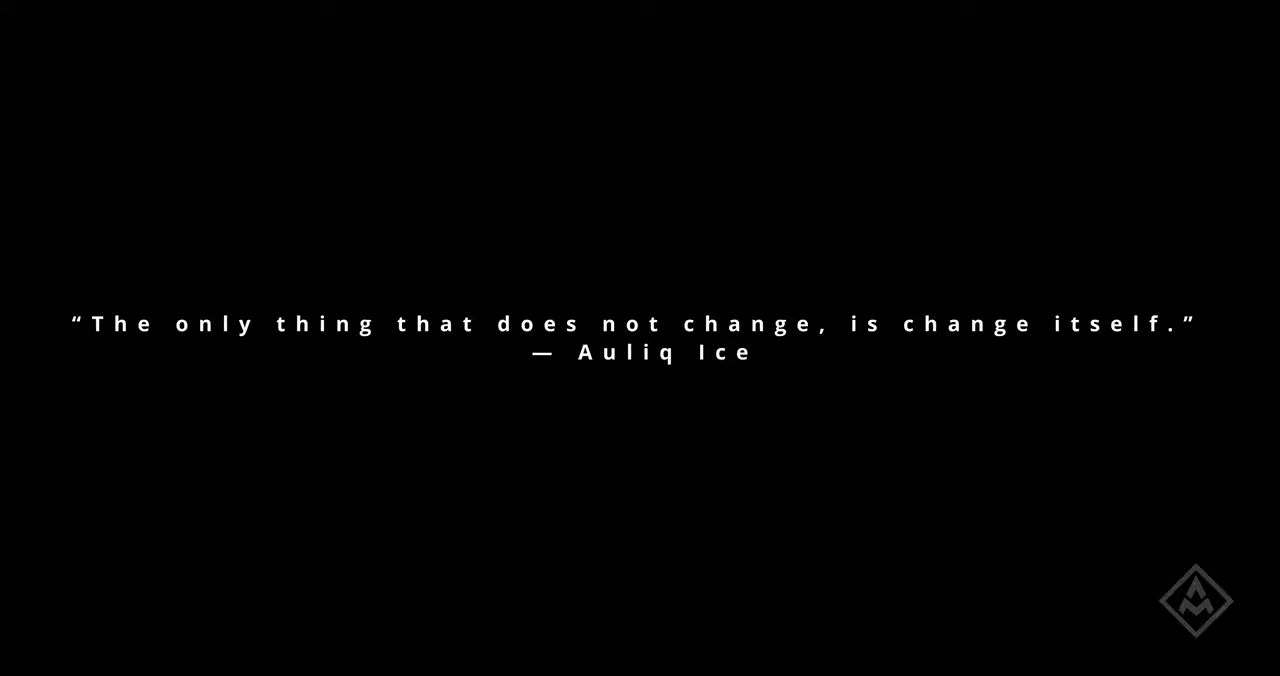 “The only thing that does not change, is change itself.”
— Auliq Ice